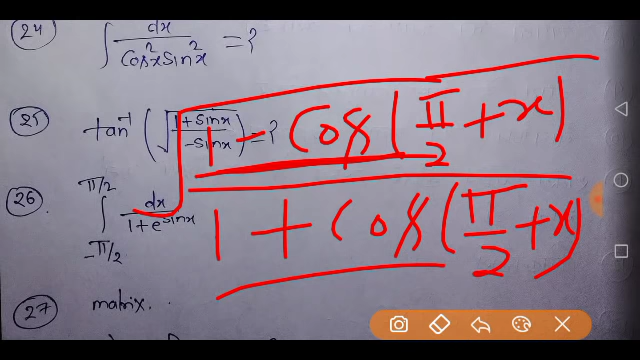 24) ∫ dx / Cos²x Sin²x = ?
25) tan⁻¹ (√(1+Sinx / -Sinx)) = ?
1 - Cos(π/2 + x)
26) ∫ from -π/2 to π/2 dx / 1+e^sinx
1 + Cos(π/2 + x)
27) matrix.